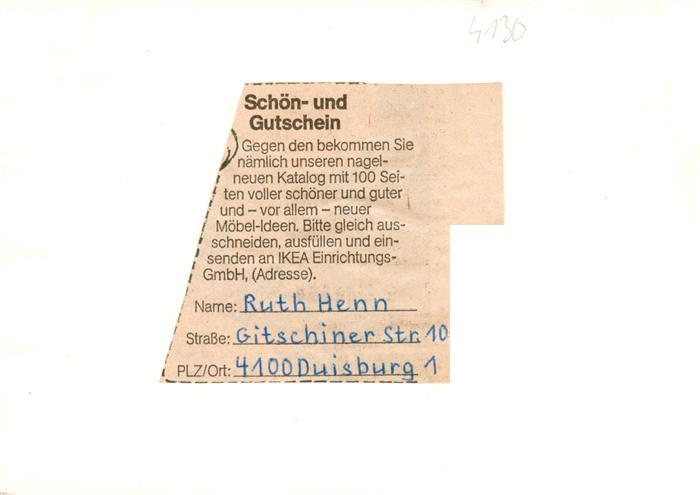 4130
Schön- und
Gutschein
Gegen den bekommen Sie
nämlich unseren nagel-
neuen Katalog mit 100 Sei-
ten voller schöner und guter
und – vor allem – neuer
Möbel-Ideen. Bitte gleich aus-
schneiden, ausfüllen und ein-
senden an IKEA Einrichtungs-
GmbH, (Adresse).
Name: Ruth Henn
Straße: Gitschiner Str. 10
PLZ/Ort: 4100 Duisburg 1